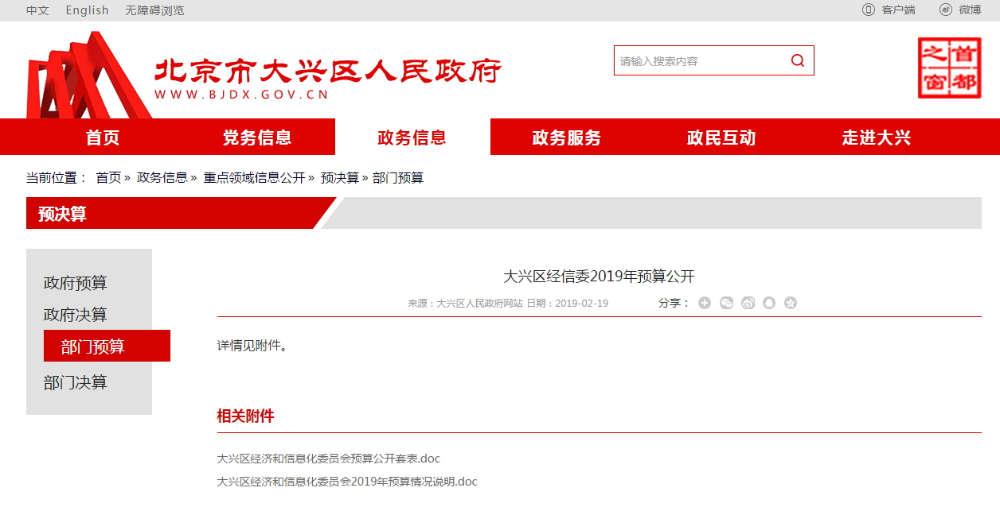 中文 English 无障碍浏览 客户端 微博
北京市大兴区人民政府
WWW.BJDX.GOV.CN
请输入搜索内容
首都之窗
首页 党务信息 政务信息 政务服务 政民互动 走进大兴
当前位置： 首页 » 政务信息 » 重点领域信息公开 » 预决算 » 部门预算
预决算
政府预算
政府决算
部门预算
部门决算
大兴区经信委2019年预算公开
来源：大兴区人民政府网站 日期：2019-02-19 分享：
详情见附件。
相关附件
大兴区经济和信息化委员会预算公开套表.doc
大兴区经济和信息化委员会2019年预算情况说明.doc